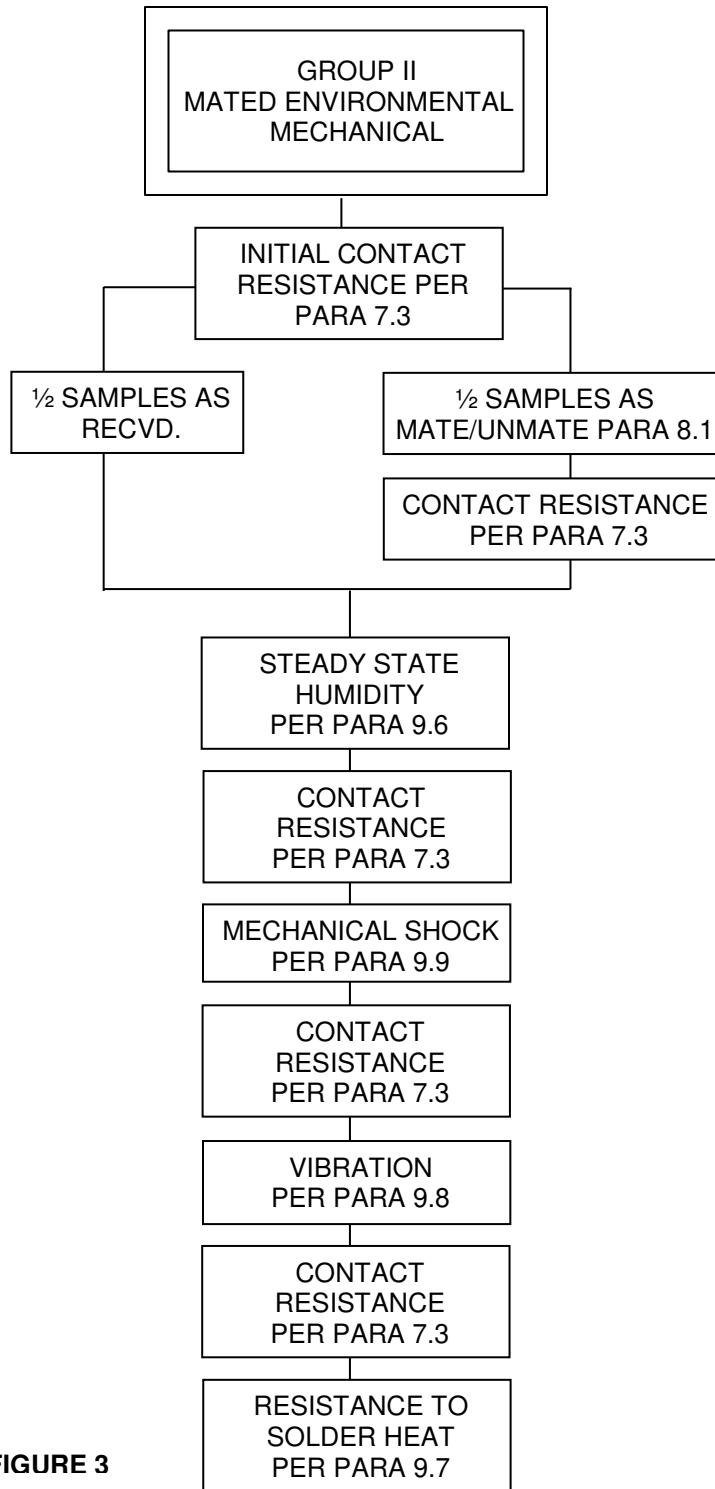 GROUP II
MATED ENVIRONMENTAL
MECHANICAL
INITIAL CONTACT
RESISTANCE PER
PARA 7.3
½ SAMPLES AS
RECVD.
½ SAMPLES AS
MATE/UNMATE PARA 8.1
CONTACT RESISTANCE
PER PARA 7.3
STEADY STATE
HUMIDITY
PER PARA 9.6
CONTACT
RESISTANCE
PER PARA 7.3
MECHANICAL SHOCK
PER PARA 9.9
CONTACT
RESISTANCE
PER PARA 7.3
VIBRATION
PER PARA 9.8
CONTACT
RESISTANCE
PER PARA 7.3
RESISTANCE TO
SOLDER HEAT
PER PARA 9.7
FIGURE 3